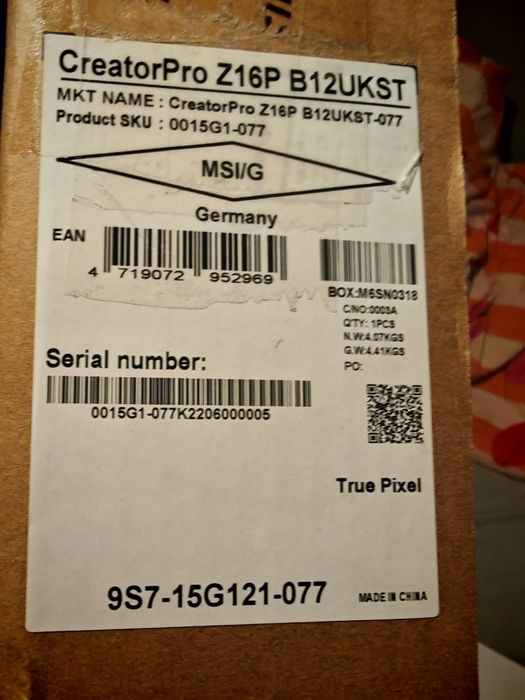 CreatorPro Z16P B12UKST
MKT NAME : CreatorPro Z16P B12UKST-077
Product SKU : 0015G1-077
MSI/G
Germany
EAN
4 719072 952969
BOX:M6SN0318
C/NO:0003A
Q'TY: 1PCS
N.W:4.07KGS
G.W:4.41KGS
PO:
Serial number:
0015G1-077K2206000005
True Pixel
9S7-15G121-077
MADE IN CHINA